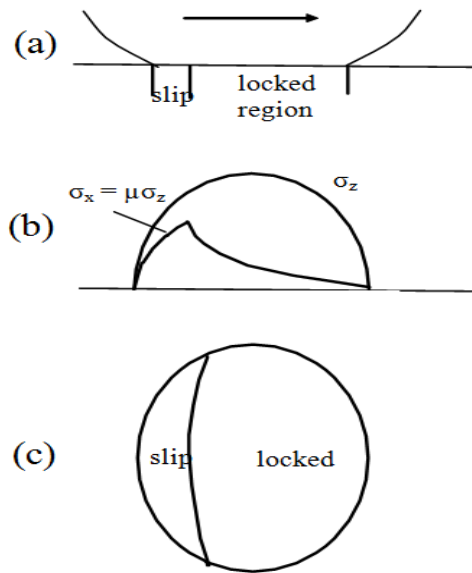 (a)
slip
locked
region
σx = μσz
σz
(b)
(c)
slip
locked